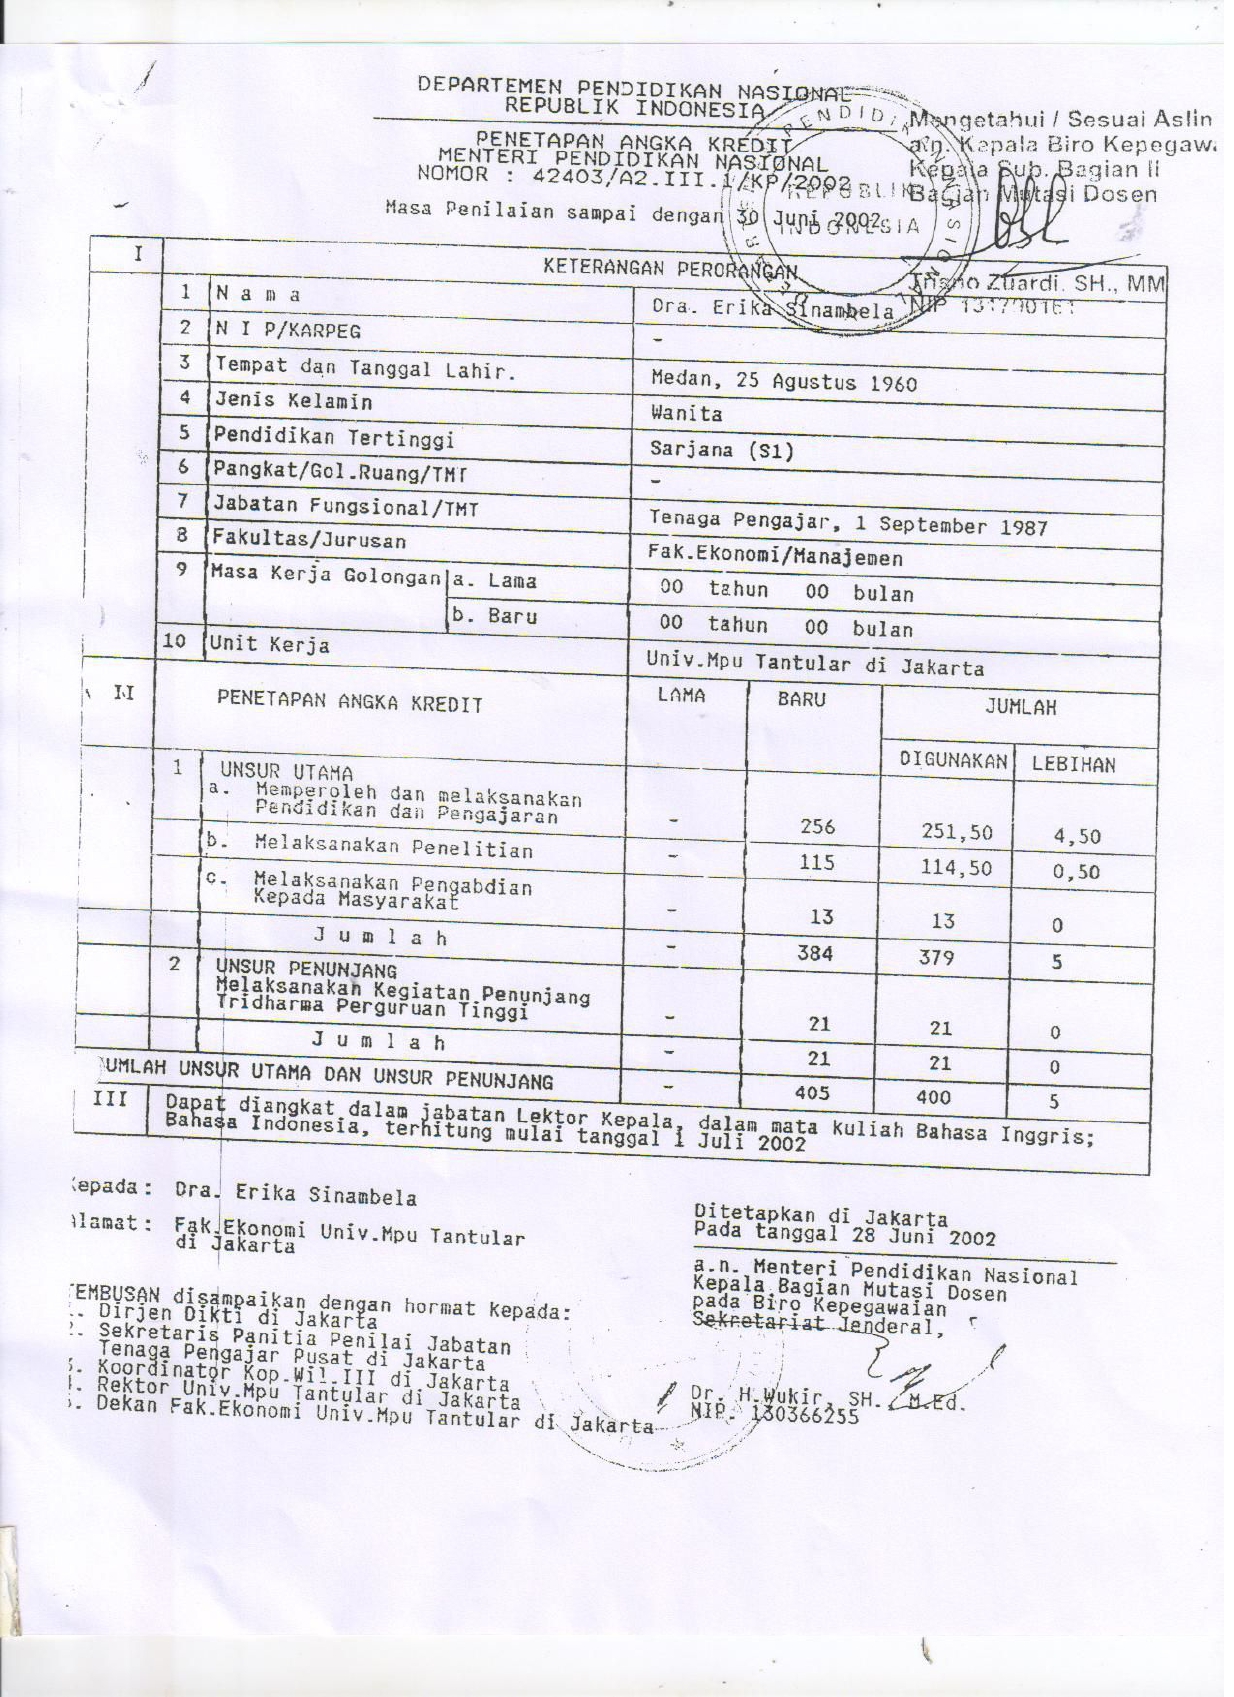 DEPARTEMEN PENDIDIKAN NASIONAL
REPUBLIK INDONESIA
PENETAPAN ANGKA KREDIT
MENTERI PENDIDIKAN NASIONAL
NOMOR : 42403/A2.III.1/KP/2002
Masa Penilaian sampai dengan 30 Juni 2002
Mengetahui / Sesuai Aslin
a.n. Kepala Biro Kepegaw
Kepala Sub. Bagian II
Bagian Mutasi Dosen
Zuardi. SH., MM
NIP
REPUBLIK
INDONESIA
I KETERANGAN PERORANGAN
1 N a m a Dra. Erika Sinambela
2 N I P/KARPEG -
3 Tempat dan Tanggal Lahir. Medan, 25 Agustus 1960
4 Jenis Kelamin Wanita
5 Pendidikan Tertinggi Sarjana (S1)
6 Pangkat/Gol.Ruang/TMT -
7 Jabatan Fungsional/TMT Tenaga Pengajar, 1 September 1987
8 Fakultas/Jurusan Fak.Ekonomi/Manajemen
9 Masa Kerja Golongan a. Lama 00 tahun 00 bulan
b. Baru 00 tahun 00 bulan
10 Unit Kerja Univ.Mpu Tantular di Jakarta
II PENETAPAN ANGKA KREDIT LAMA BARU JUMLAH
DIGUNAKAN LEBIHAN
1 UNSUR UTAMA
a. Memperoleh dan melaksanakan
Pendidikan dan Pengajaran - 256 251,50 4,50
b. Melaksanakan Penelitian - 115 114,50 0,50
c. Melaksanakan Pengabdian
Kepada Masyarakat - 13 13 0
J u m l a h - 384 379 5
2 UNSUR PENUNJANG
Melaksanakan Kegiatan Penunjang
Tridharma Perguruan Tinggi - 21 21 0
J u m l a h - 21 21 0
UMLAH UNSUR UTAMA DAN UNSUR PENUNJANG - 405 400 5
III Dapat diangkat dalam jabatan Lektor Kepala, dalam mata kuliah Bahasa Inggris;
Bahasa Indonesia, terhitung mulai tanggal 1 Juli 2002
epada : Dra. Erika Sinambela
lamat : Fak.Ekonomi Univ.Mpu Tantular
di Jakarta
Ditetapkan di Jakarta
Pada tanggal 28 Juni 2002
a.n. Menteri Pendidikan Nasional
Kepala Bagian Mutasi Dosen
pada Biro Kepegawaian
Sekretariat Jenderal,
Dr. H.Wukir, SH. M.Ed.
NIP. 130366255
EMBUSAN disampaikan dengan hormat kepada:
. Dirjen Dikti di Jakarta
. Sekretaris Panitia Penilai Jabatan
Tenaga Pengajar Pusat di Jakarta
. Koordinator Kop.Wil.III di Jakarta
. Rektor Univ.Mpu Tantular di Jakarta
. Dekan Fak.Ekonomi Univ.Mpu Tantular di Jakarta